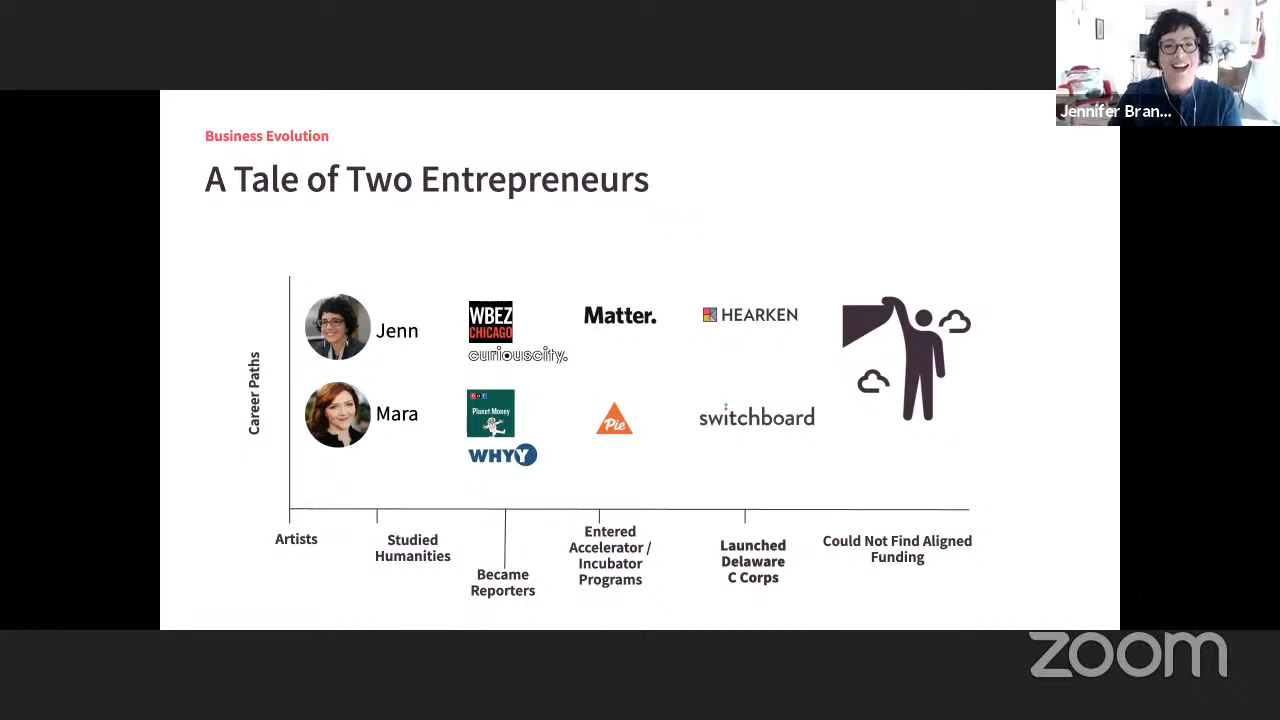 Jennifer Bran...
Business Evolution
A Tale of Two Entrepreneurs
Career Paths
Jenn
WBEZ
CHICAGO
curiouscity.
Matter.
HEARKEN
Mara
npr
Planet Money
WHYY
Pie
switchboard
Artists
Studied
Humanities
Became
Reporters
Entered
Accelerator /
Incubator
Programs
Launched
Delaware
C Corps
Could Not Find Aligned
Funding
zoom